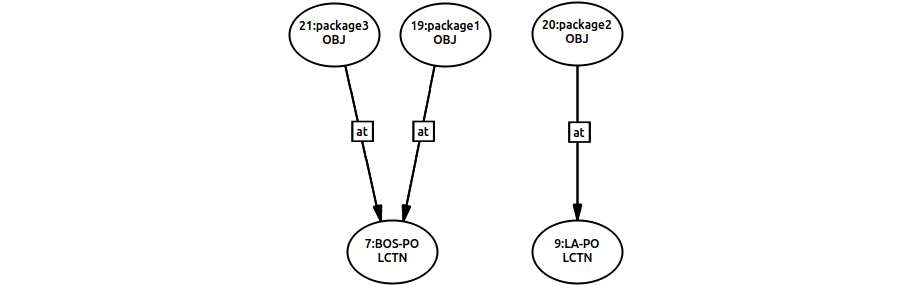 21:package3
OBJ
19:package1
OBJ
20:package2
OBJ
at
at
at
7:BOS-PO
LCTN
9:LA-PO
LCTN